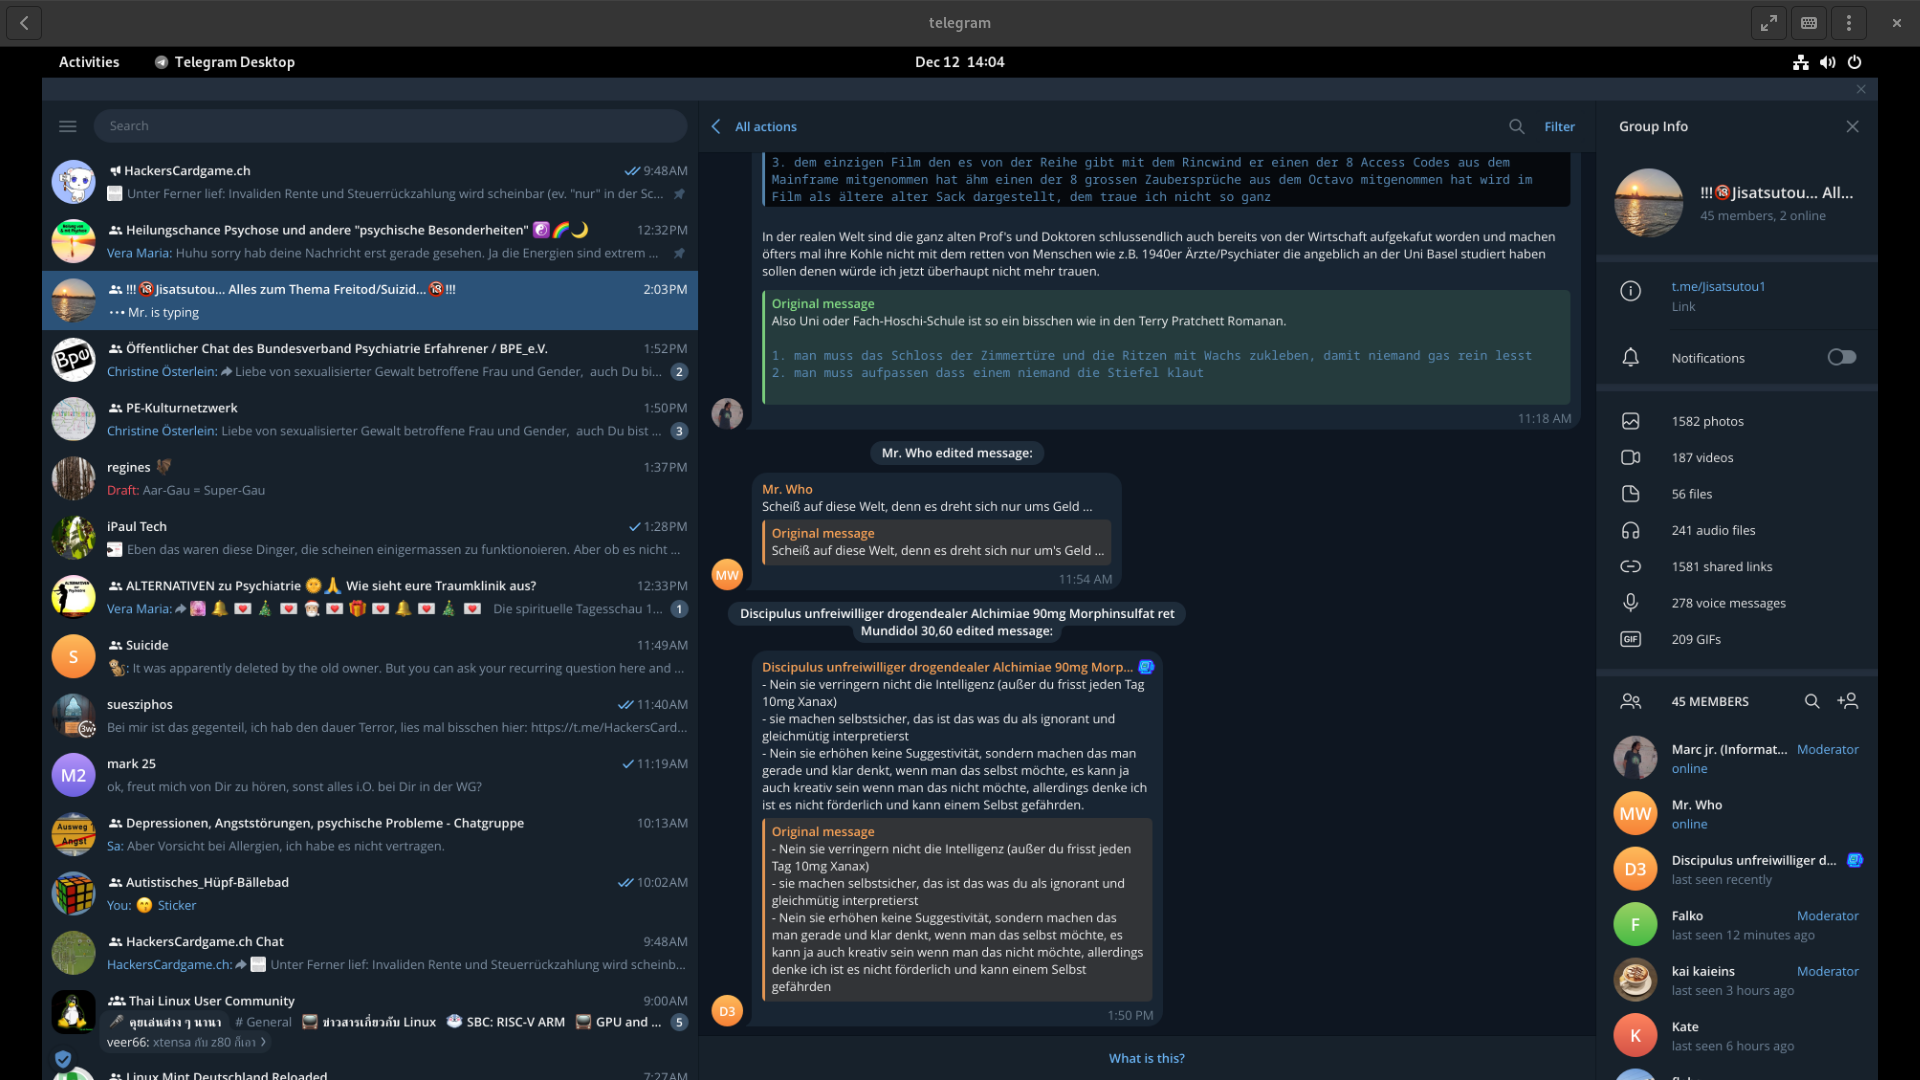 telegram
Activities
Telegram Desktop
Dec 12 14:04
Search
HackersCardgame.ch
9:48AM
Unter Ferner lief: Invaliden Rente und Steuerrückzahlung wird scheinbar (ev. "nur" in der Sc...
Heilungschance Psychose und andere "psychische Besonderheiten" ☯️🌈🌙
12:32PM
Vera Maria: Huhu sorry hab deine Nachricht erst gerade gesehen. Ja die Energien sind extrem ...
!!!🔞Jisatsutou... Alles zum Thema Freitod/Suizid...🔞!!!
2:03PM
Mr. is typing
Bpe
Öffentlicher Chat des Bundesverband Psychiatrie Erfahrener / BPE_e.V.
1:52PM
Christine Österlein: Liebe von sexualisierter Gewalt betroffene Frau und Gender, auch Du bi...
2
PE-Kulturnetzwerk
1:50PM
Christine Österlein: Liebe von sexualisierter Gewalt betroffene Frau und Gender, auch Du bist ...
3
regines
1:37PM
Draft: Aar-Gau = Super-Gau
iPaul Tech
1:28PM
Eben das waren diese Dinger, die scheinen einigermassen zu funktionoieren. Aber ob es nicht ...
ALTERNATIVEN zu Psychiatrie 🌞🙏 Wie sieht eure Traumklinik aus?
12:33PM
Vera Maria: Die spirituelle Tagesschau 1...
1
S
Suicide
11:49AM
: It was apparently deleted by the old owner. But you can ask your recurring question here and ...
3w
suesziphos
11:40AM
Bei mir ist das gegenteil, ich hab den dauer Terror, lies mal bisschen hier: https://t.me/HackersCard...
M2
mark 25
11:19AM
ok, freut mich von Dir zu hören, sonst alles i.O. bei Dir in der WG?
Ausweg
Angst
Depressionen, Angststörungen, psychische Probleme - Chatgruppe
10:13AM
Sa: Aber Vorsicht bei Allergien, ich habe es nicht vertragen.
Autistisches_Hüpf-Bällebad
10:02AM
You: 😙 Sticker
HackersCardgame.ch Chat
9:48AM
HackersCardgame.ch: Unter Ferner lief: Invaliden Rente und Steuerrückzahlung wird scheinb...
Thai Linux User Community
9:00AM
คุยเล่นต่าง ๆ นานา # General ข่าวสารเกี่ยวกับ Linux SBC: RISC-V ARM GPU and ...
5
veer66: xtensa กับ z80 ก็เอา
Linux Mint Deutschland Reloaded
7:27AM
All actions
Filter
3. dem einzigen Film den es von der Reihe gibt mit dem Rincwind er einen der 8 Access Codes aus dem
Mainframe mitgenommen hat ähm einen der 8 grossen Zaubersprüche aus dem Octavo mitgenommen hat wird im
Film als ältere alter Sack dargestellt, dem traue ich nicht so ganz
In der realen Welt sind die ganz alten Prof's und Doktoren schlussendlich auch bereits von der Wirtschaft aufgekafut worden und machen
öfters mal ihre Kohle nicht mit dem retten von Menschen wie z.B. 1940er Ärzte/Psychiater die angeblich an der Uni Basel studiert haben
sollen denen würde ich jetzt überhaupt nicht mehr trauen.
Original message
Also Uni oder Fach-Hoschi-Schule ist so ein bisschen wie in den Terry Pratchett Romanan.
1. man muss das Schloss der Zimmertüre und die Ritzen mit Wachs zukleben, damit niemand gas rein lesst
2. man muss aufpassen dass einem niemand die Stiefel klaut
11:18 AM
Mr. Who edited message:
Mr. Who
Scheiß auf diese Welt, denn es dreht sich nur ums Geld ...
Original message
Scheiß auf diese Welt, denn es dreht sich nur um's Geld ...
MW
11:54 AM
Discipulus unfreiwilliger drogendealer Alchimiae 90mg Morphinsulfat ret
Mundidol 30,60 edited message:
Discipulus unfreiwilliger drogendealer Alchimiae 90mg Morp...
- Nein sie verringern nicht die Intelligenz (außer du frisst jeden Tag
10mg Xanax)
- sie machen selbstsicher, das ist das was du als ignorant und
gleichmütig interpretierst
- Nein sie erhöhen keine Suggestivität, sondern machen das man
gerade und klar denkt, wenn man das selbst möchte, es kann ja
auch kreativ sein wenn man das nicht möchte, allerdings denke ich
ist es nicht förderlich und kann einem Selbst gefährden.
Original message
- Nein sie verringern nicht die Intelligenz (außer du frisst jeden
Tag 10mg Xanax)
- sie machen selbstsicher, das ist das was du als ignorant und
gleichmütig interpretierst
- Nein sie erhöhen keine Suggestivität, sondern machen das
man gerade und klar denkt, wenn man das selbst möchte, es
kann ja auch kreativ sein wenn man das nicht möchte, allerdings
denke ich ist es nicht förderlich und kann einem Selbst
gefährden
D3
1:50 PM
What is this?
Group Info
!!!🔞Jisatsutou... All...
45 members, 2 online
t.me/Jisatsutou1
Link
Notifications
1582 photos
187 videos
56 files
241 audio files
1581 shared links
278 voice messages
GIF
209 GIFs
45 MEMBERS
Marc jr. (Informat...
Moderator
online
MW
Mr. Who
online
D3
Discipulus unfreiwilliger d...
last seen recently
F
Falko
Moderator
last seen 12 minutes ago
kai kaieins
Moderator
last seen 3 hours ago
K
Kate
last seen 6 hours ago